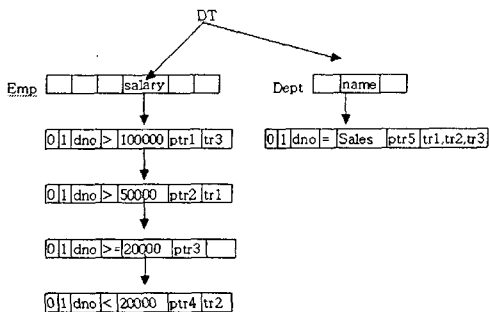 DT
Emp salary
Dept name
0 1 dno > 100000 ptr1 tr3
0 1 dno = Sales ptr5 tr1,tr2,tr3
0 1 dno > 50000 ptr2 tr1
0 1 dno >= 20000 ptr3
0 1 dno < 20000 ptr4 tr2